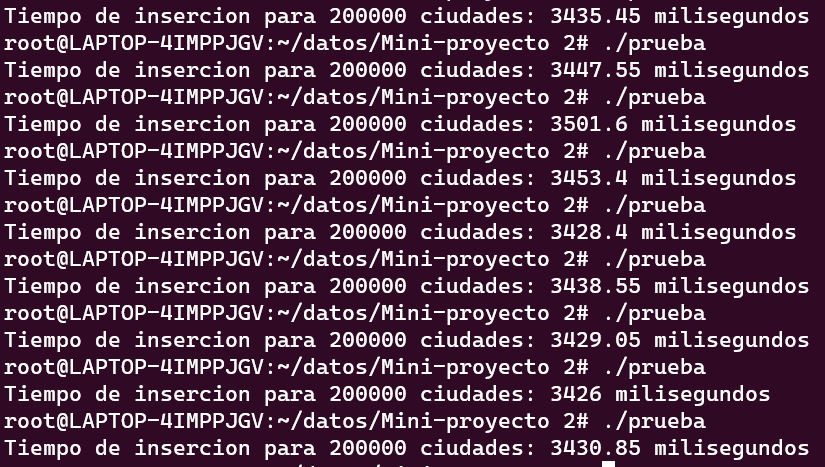 Tiempo de insercion para 200000 ciudades: 3435.45 milisegundos
root@LAPTOP-4IMPPJGV:~/datos/Mini-proyecto 2# ./prueba
Tiempo de insercion para 200000 ciudades: 3447.55 milisegundos
root@LAPTOP-4IMPPJGV:~/datos/Mini-proyecto 2# ./prueba
Tiempo de insercion para 200000 ciudades: 3501.6 milisegundos
root@LAPTOP-4IMPPJGV:~/datos/Mini-proyecto 2# ./prueba
Tiempo de insercion para 200000 ciudades: 3453.4 milisegundos
root@LAPTOP-4IMPPJGV:~/datos/Mini-proyecto 2# ./prueba
Tiempo de insercion para 200000 ciudades: 3428.4 milisegundos
root@LAPTOP-4IMPPJGV:~/datos/Mini-proyecto 2# ./prueba
Tiempo de insercion para 200000 ciudades: 3438.55 milisegundos
root@LAPTOP-4IMPPJGV:~/datos/Mini-proyecto 2# ./prueba
Tiempo de insercion para 200000 ciudades: 3429.05 milisegundos
root@LAPTOP-4IMPPJGV:~/datos/Mini-proyecto 2# ./prueba
Tiempo de insercion para 200000 ciudades: 3426 milisegundos
root@LAPTOP-4IMPPJGV:~/datos/Mini-proyecto 2# ./prueba
Tiempo de insercion para 200000 ciudades: 3430.85 milisegundos